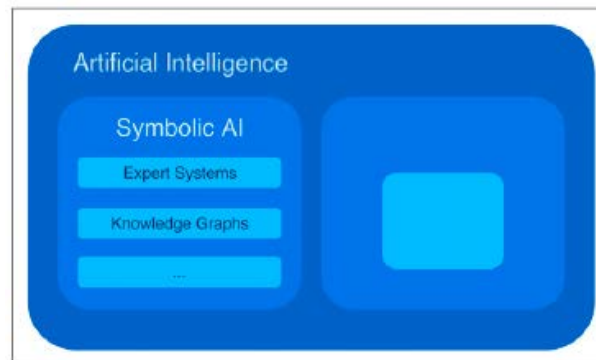 Artificial Intelligence
Symbolic AI
Expert Systems
Knowledge Graphs
...